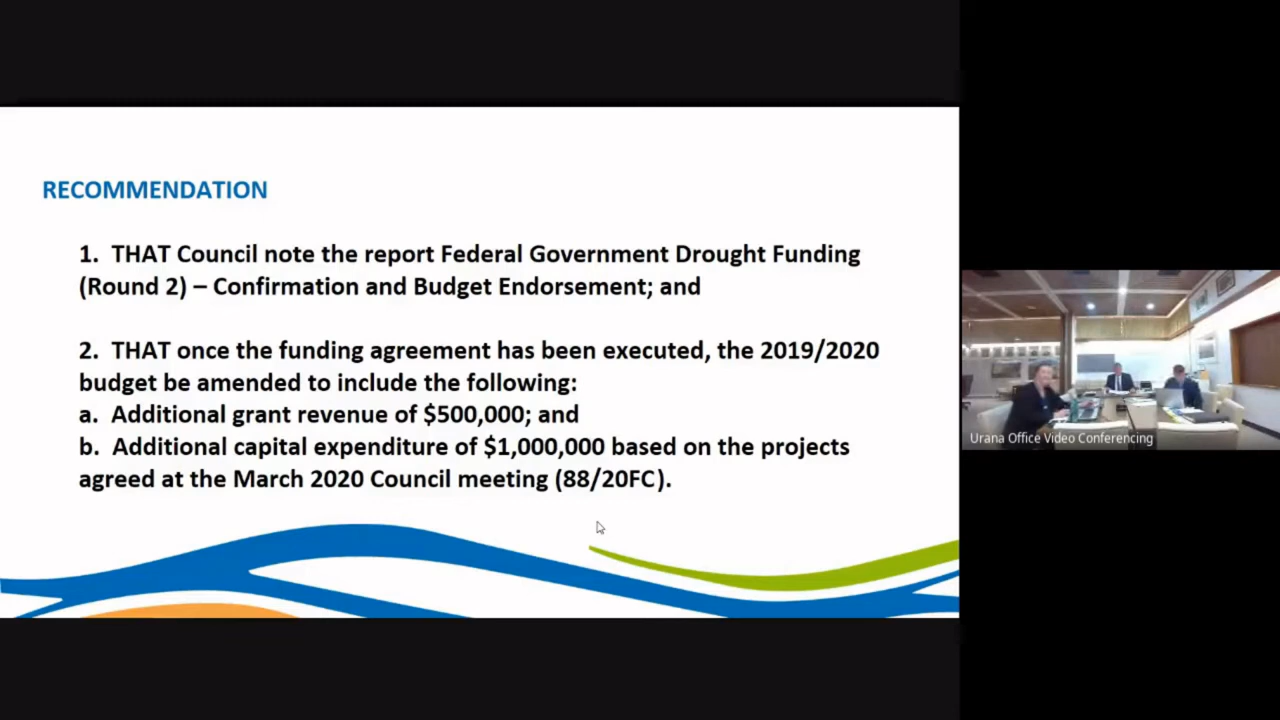 RECOMMENDATION
1. THAT Council note the report Federal Government Drought Funding
(Round 2) – Confirmation and Budget Endorsement; and
2. THAT once the funding agreement has been executed, the 2019/2020
budget be amended to include the following:
a. Additional grant revenue of $500,000; and
b. Additional capital expenditure of $1,000,000 based on the projects
agreed at the March 2020 Council meeting (88/20FC).
Urana Office Video Conferencing